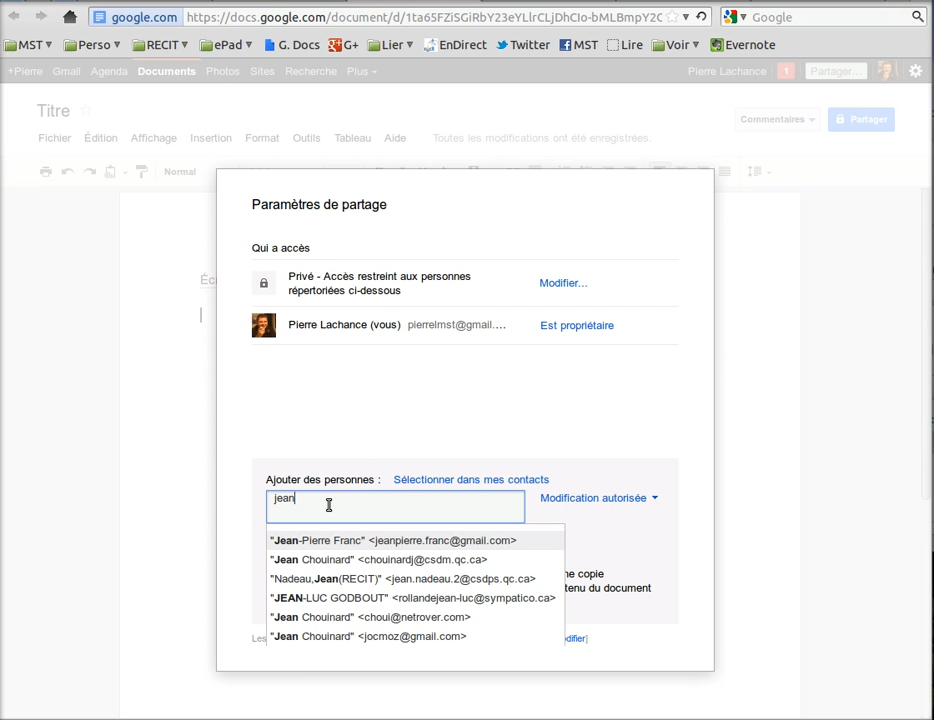 google.com https://docs.google.com/document/d/1ta65FZiSGiRbY23eYLlrCLjDhCIo-bMLBmpY2C Google
MST Perso RECIT ePad G. Docs G+ Lier EnDirect Twitter MST Lire Voir Evernote
+Pierre Gmail Agenda Documents Photos Sites Recherche Plus Pierre Lachance 1 Partager...
Titre
Commentaires Partager
Fichier Édition Affichage Insertion Format Outils Tableau Aide Toutes les modifications ont été enregistrées.
Normal
Paramètres de partage
Qui a accès
Privé - Accès restreint aux personnes
répertoriées ci-dessous
Modifier...
Pierre Lachance (vous) pierrelmst@gmail.... Est propriétaire
Ajouter des personnes : Sélectionner dans mes contacts
jean
Modification autorisée
"Jean-Pierre Franc" <jeanpierre.franc@gmail.com>
"Jean Chouinard" <chouinardj@csdm.qc.ca>
"Nadeau,Jean(RECIT)" <jean.nadeau.2@csdps.qc.ca>
"JEAN-LUC GODBOUT" <rollandejean-luc@sympatico.ca>
"Jean Chouinard" <choui@netrover.com>
"Jean Chouinard" <jocmoz@gmail.com>
ne copie
tenu du document
Les
difier]